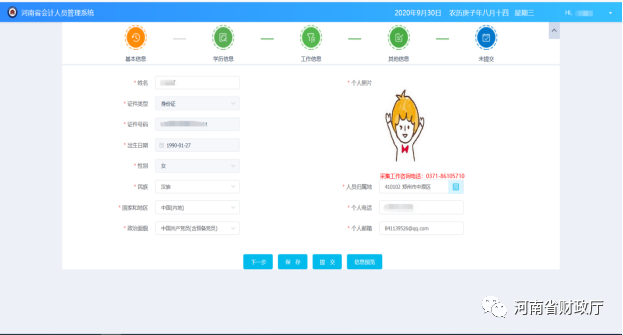 河南省会计人员管理系统
2020年9月30日 农历庚子年八月十四 星期三 Hi,
基本信息 学历信息 工作信息 其他信息 未提交
* 姓名
* 个人照片
* 证件类型 身份证
* 证件号码
* 出生日期 1990-01-27
* 性别 女
采集工作咨询电话: 0371-86105710
* 民族 汉族
* 人员归属地 410102 郑州市中原区
* 国家和地区 中国(内地)
* 个人电话
* 政治面貌 中国共产党员(含预备党员)
* 个人邮箱 841139516@qq.com
下一步 保 存 提 交 信息预览
河南省财政厅